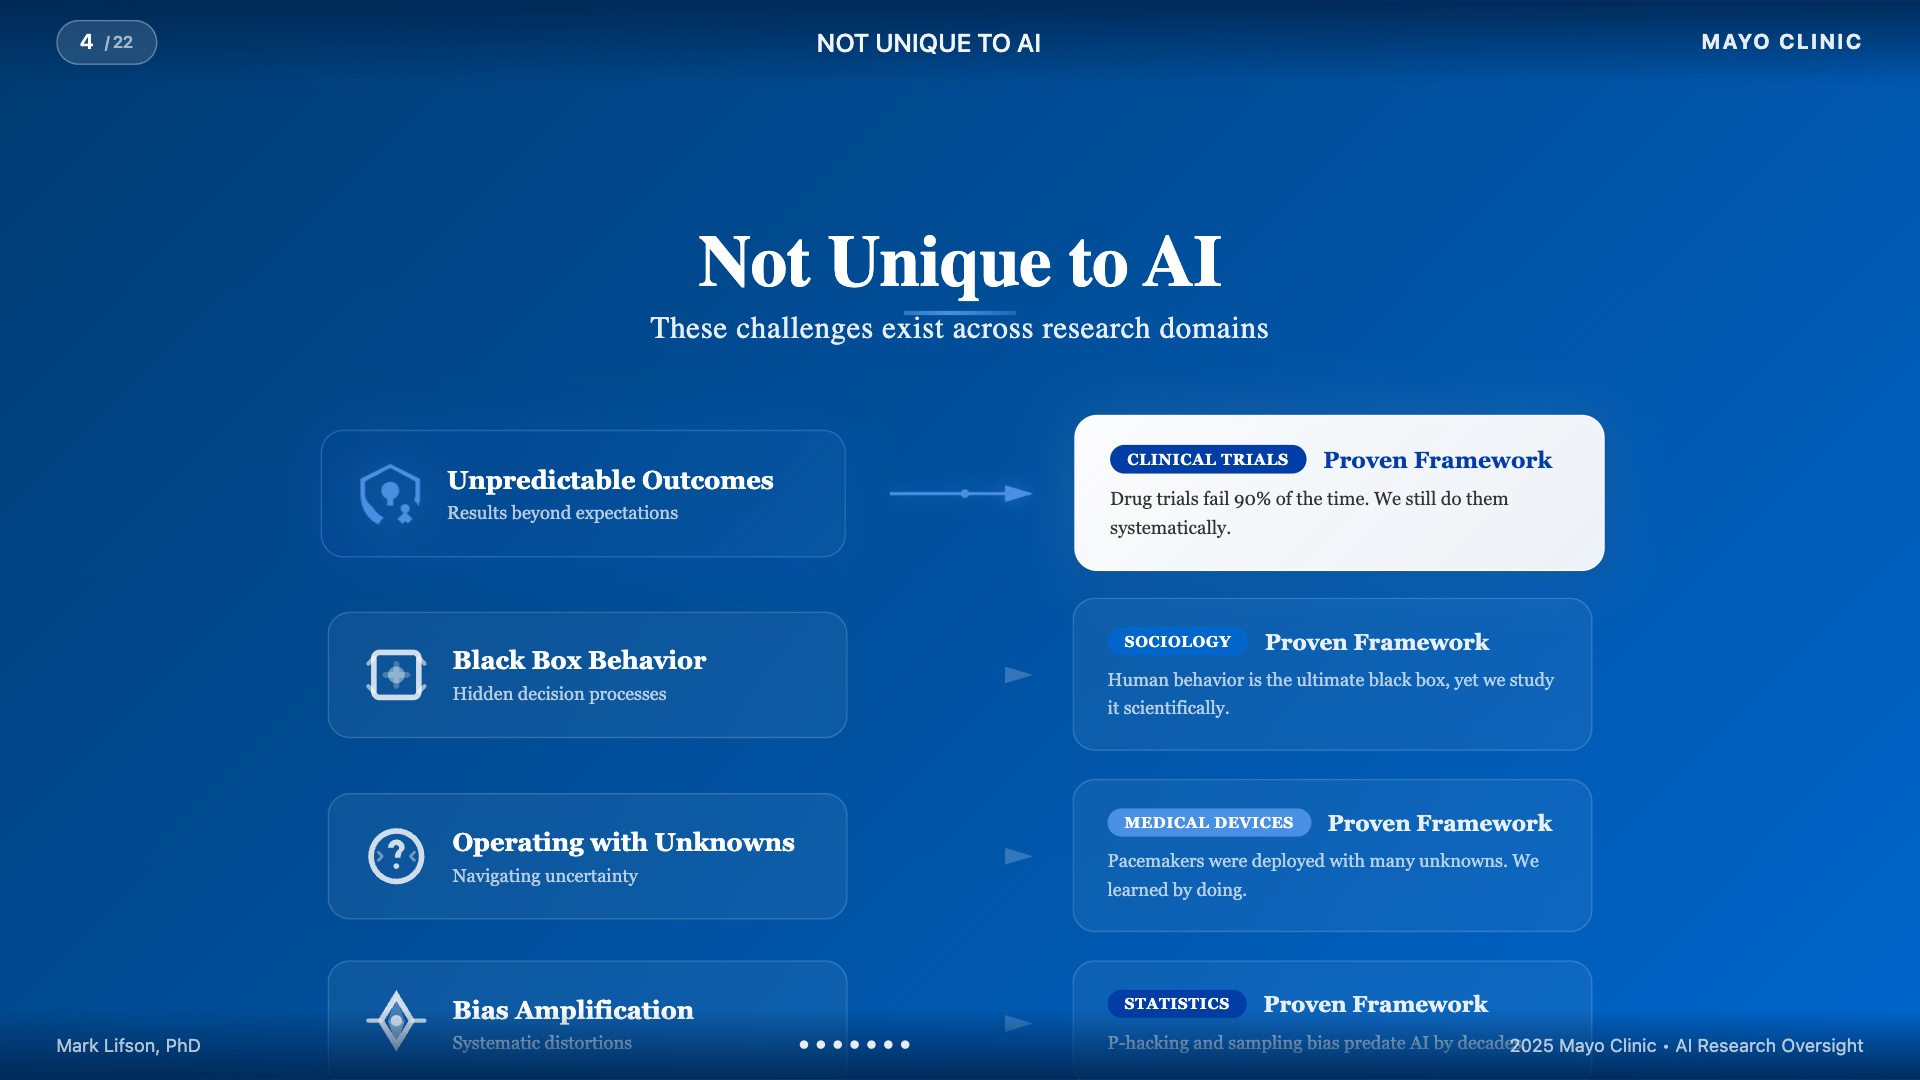 4 / 22
NOT UNIQUE TO AI
MAYO CLINIC
Not Unique to AI
These challenges exist across research domains
Unpredictable Outcomes
Results beyond expectations
CLINICAL TRIALS
Proven Framework
Drug trials fail 90% of the time. We still do them
systematically.
Black Box Behavior
Hidden decision processes
SOCIOLOGY
Proven Framework
Human behavior is the ultimate black box, yet we study
it scientifically.
Operating with Unknowns
Navigating uncertainty
MEDICAL DEVICES
Proven Framework
Pacemakers were deployed with many unknowns. We
learned by doing.
Bias Amplification
Systematic distortions
STATISTICS
Proven Framework
P-hacking and sampling bias predate AI by decades.
Mark Lifson, PhD
2025 Mayo Clinic • AI Research Oversight